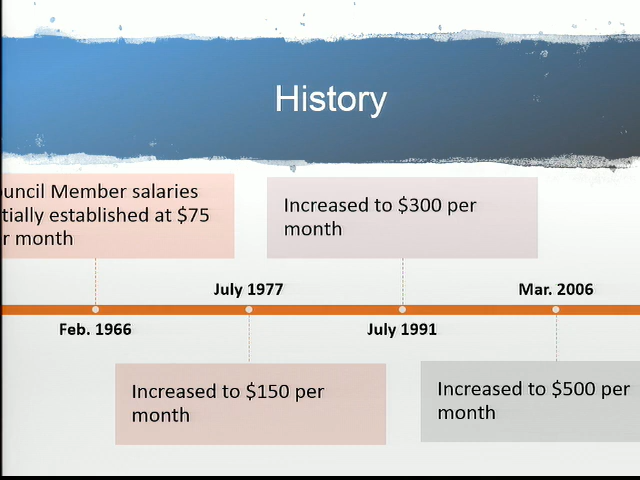 History
uncil Member salaries
tially established at $75
r month
Increased to $300 per
month
July 1977
Mar. 2006
Feb. 1966
July 1991
Increased to $150 per
month
Increased to $500 per
month